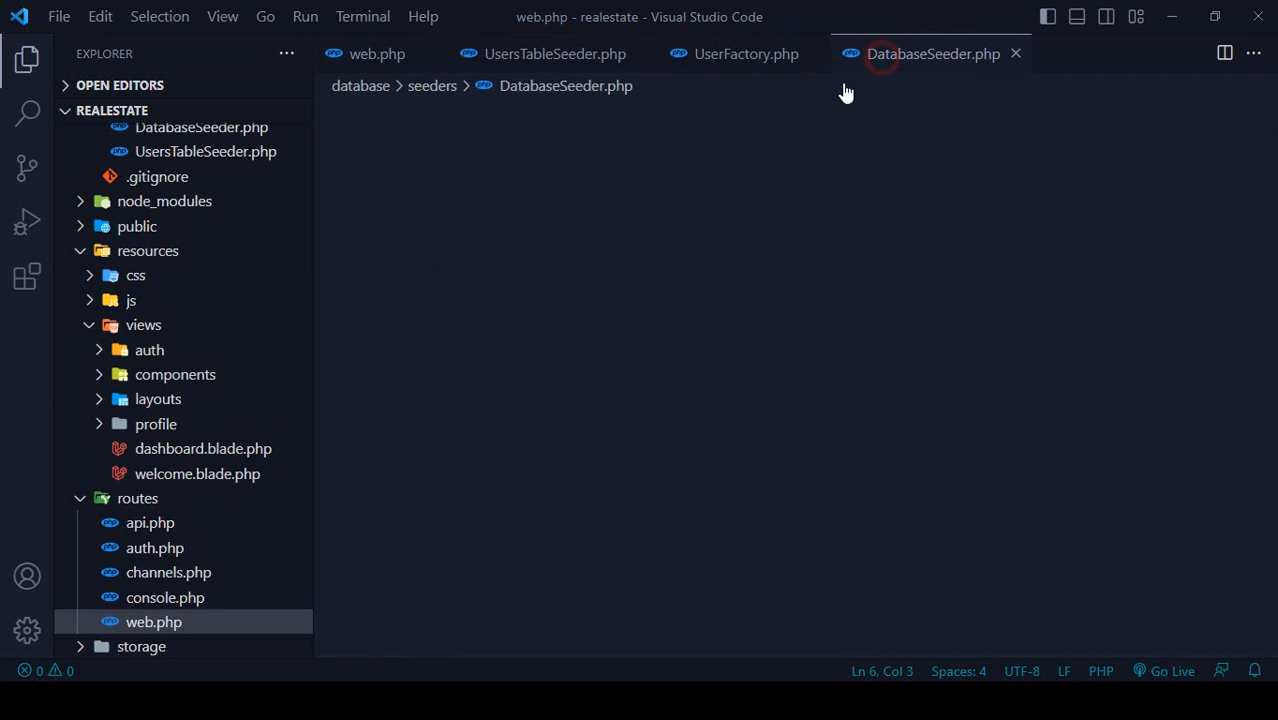 File Edit Selection View Go Run Terminal Help web.php - realestate - Visual Studio Code
EXPLORER
web.php UsersTableSeeder.php UserFactory.php DatabaseSeeder.php
OPEN EDITORS
database > seeders > DatabaseSeeder.php
REALESTATE
DatabaseSeeder.php
UsersTableSeeder.php
.gitignore
node_modules
public
resources
css
js
views
auth
components
layouts
profile
dashboard.blade.php
welcome.blade.php
routes
api.php
auth.php
channels.php
console.php
web.php
storage
0 0 Ln 6, Col 3 Spaces: 4 UTF-8 LF PHP Go Live